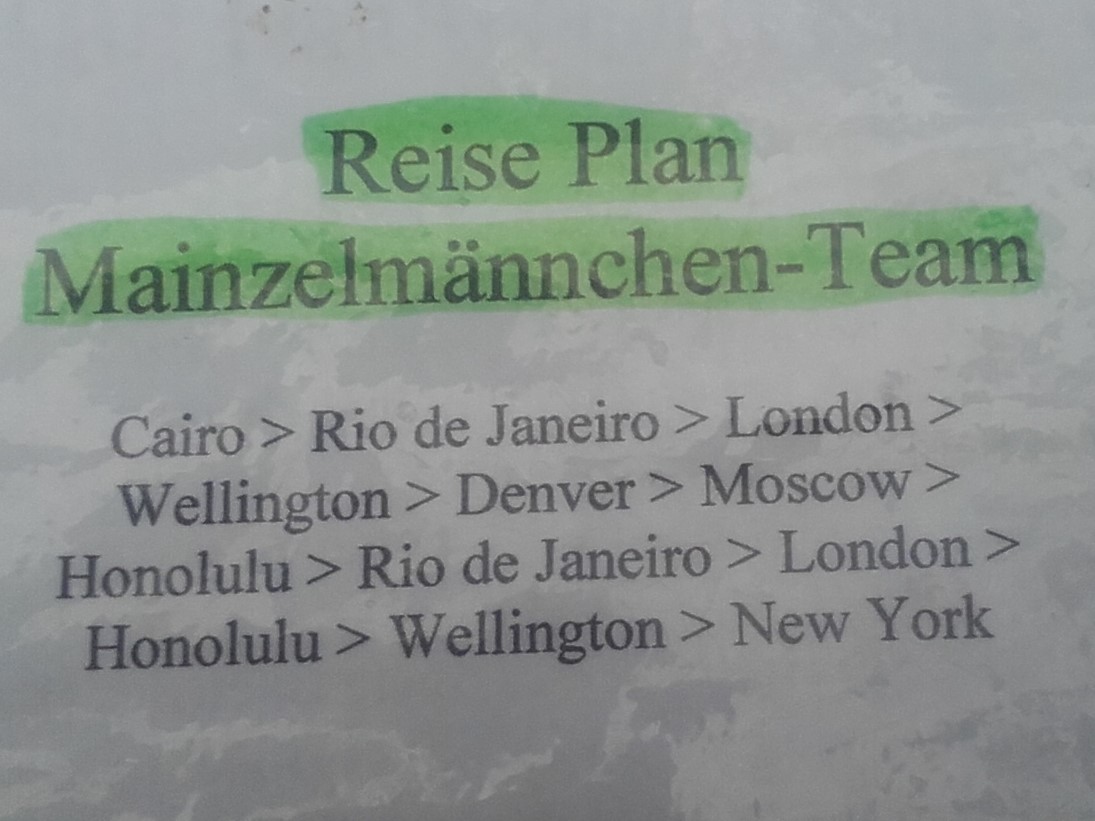 Reise Plan
Mainzelmännchen-Team
Cairo > Rio de Janeiro > London >
Wellington > Denver > Moscow >
Honolulu > Rio de Janeiro > London >
Honolulu > Wellington > New York